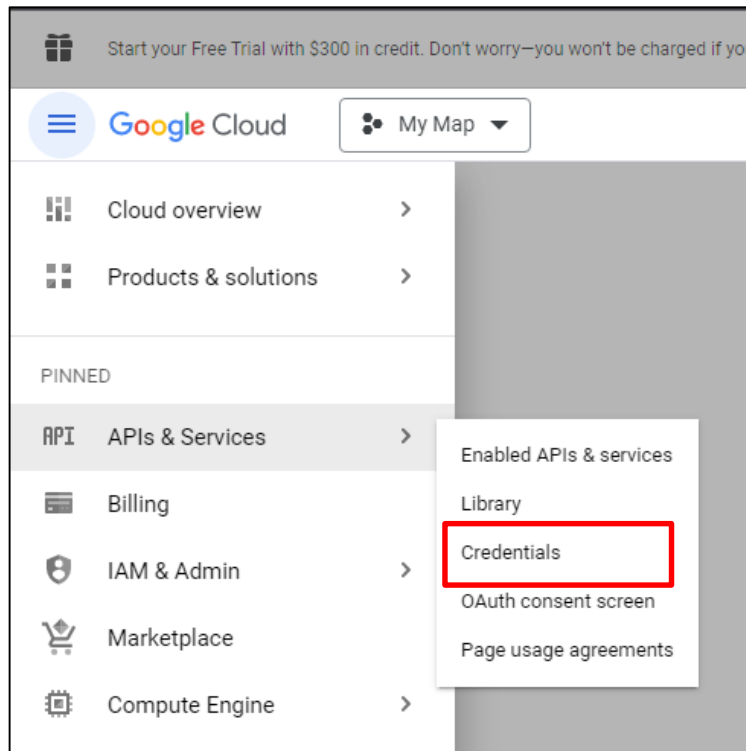 Start your Free Trial with $300 in credit. Don't worry—you won't be charged if yo
Google Cloud
My Map
Cloud overview
Products & solutions
PINNED
API APIs & Services
Enabled APIs & services
Library
Credentials
OAuth consent screen
Page usage agreements
Billing
IAM & Admin
Marketplace
Compute Engine